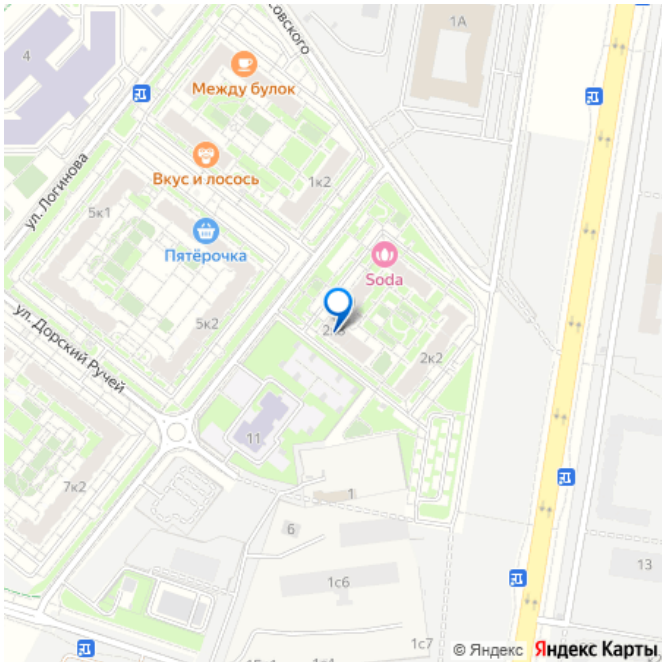 1А
4
Между булок
Вкус и лосось
1к2
ул. Логинова
5к1
Пятёрочка
Soda
5к2
2к2
ул. Дорский Ручей
11
7к2
1
6
13
1с6
1с7
© Яндекс
Яндекс Карты